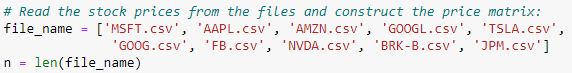 # Read the stock prices from the files and construct the price matrix:
file_name = ['MSFT.csv', 'AAPL.csv', 'AMZN.csv', 'GOOGL.csv', 'TSLA.csv',
'GOOG.csv', 'FB.csv', 'NVDA.csv', 'BRK-B.csv', 'JPM.csv']
n = len(file_name)